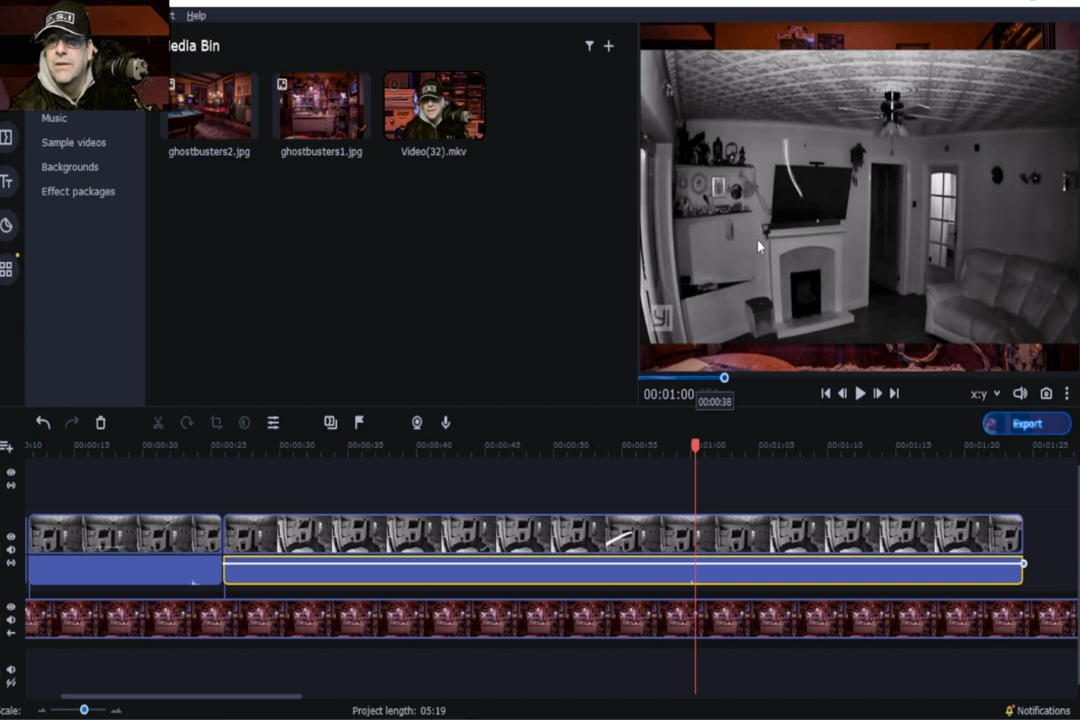 Help
Media Bin
Music
Sample videos
Backgrounds
Effect packages
ghostbusters2.jpg
ghostbusters1.jpg
Video(32).mkv
yi
00:01:00
00:00:38
x:y
Export
00:00:15
00:00:20
00:00:25
00:00:30
00:00:35
00:00:40
00:00:45
00:00:50
00:00:55
00:01:00
00:01:05
00:01:10
00:01:15
00:01:20
00:01:25
Scale:
Project length: 05:19
Notifications